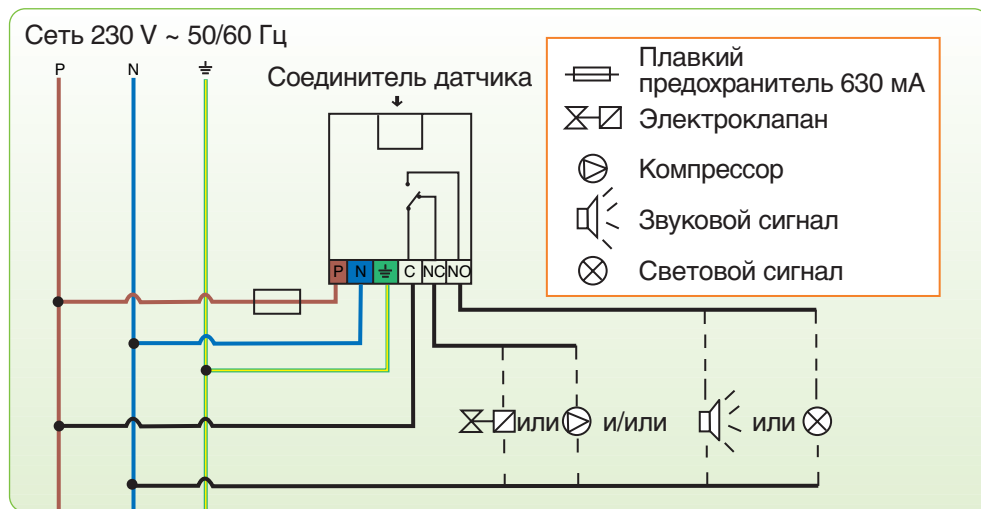 Сеть 230 V ~ 50/60 Гц
P
N
Соединитель датчика
P N C NC NO
Плавкий
предохранитель 630 мА
Электроклапан
Компрессор
Звуковой сигнал
Световой сигнал
или и/или или